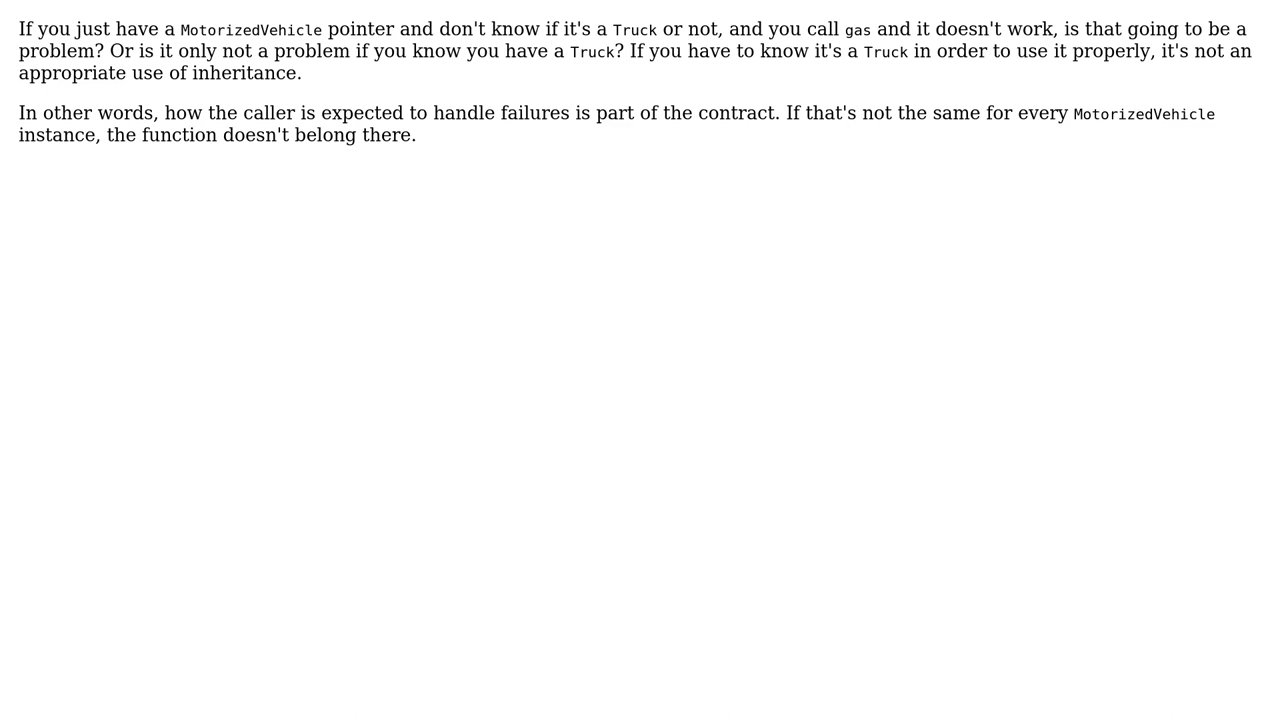 If you just have a MotorizedVehicle pointer and don't know if it's a Truck or not, and you call gas and it doesn't work, is that going to be a
problem? Or is it only not a problem if you know you have a Truck? If you have to know it's a Truck in order to use it properly, it's not an
appropriate use of inheritance.
In other words, how the caller is expected to handle failures is part of the contract. If that's not the same for every MotorizedVehicle
instance, the function doesn't belong there.